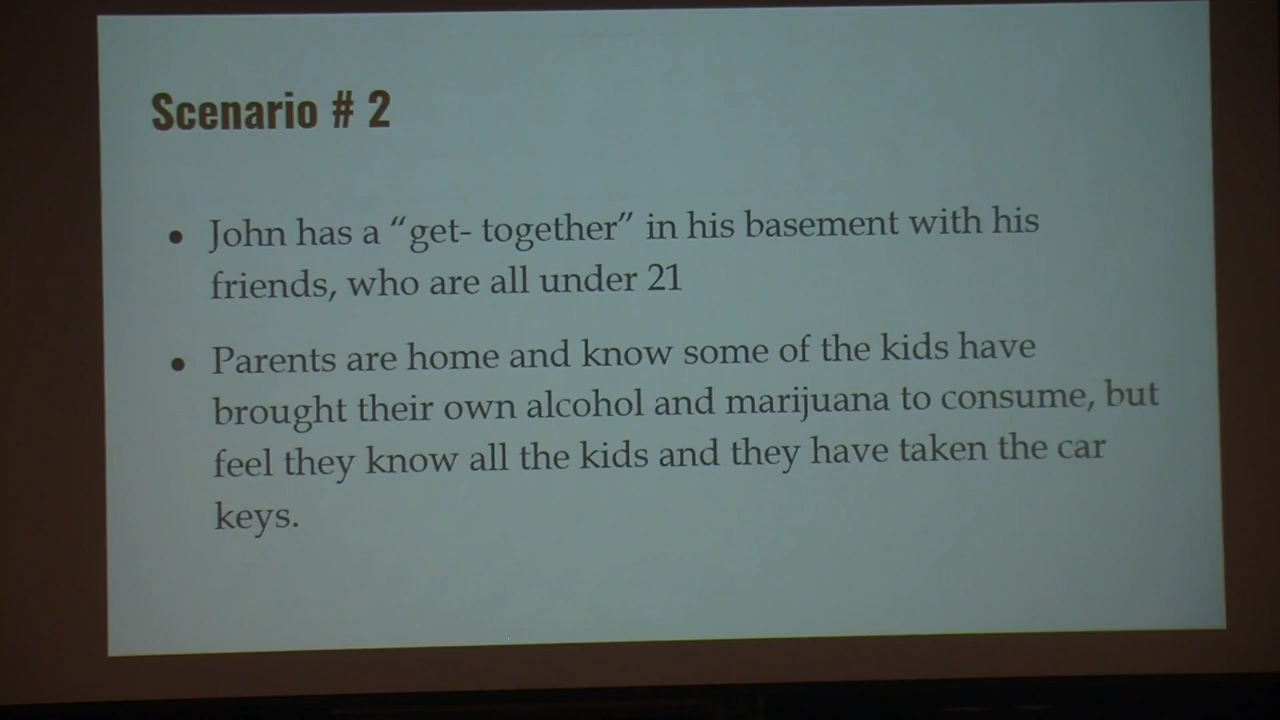 Scenario # 2
• John has a “get- together” in his basement with his
friends, who are all under 21
• Parents are home and know some of the kids have
brought their own alcohol and marijuana to consume, but
feel they know all the kids and they have taken the car
keys.